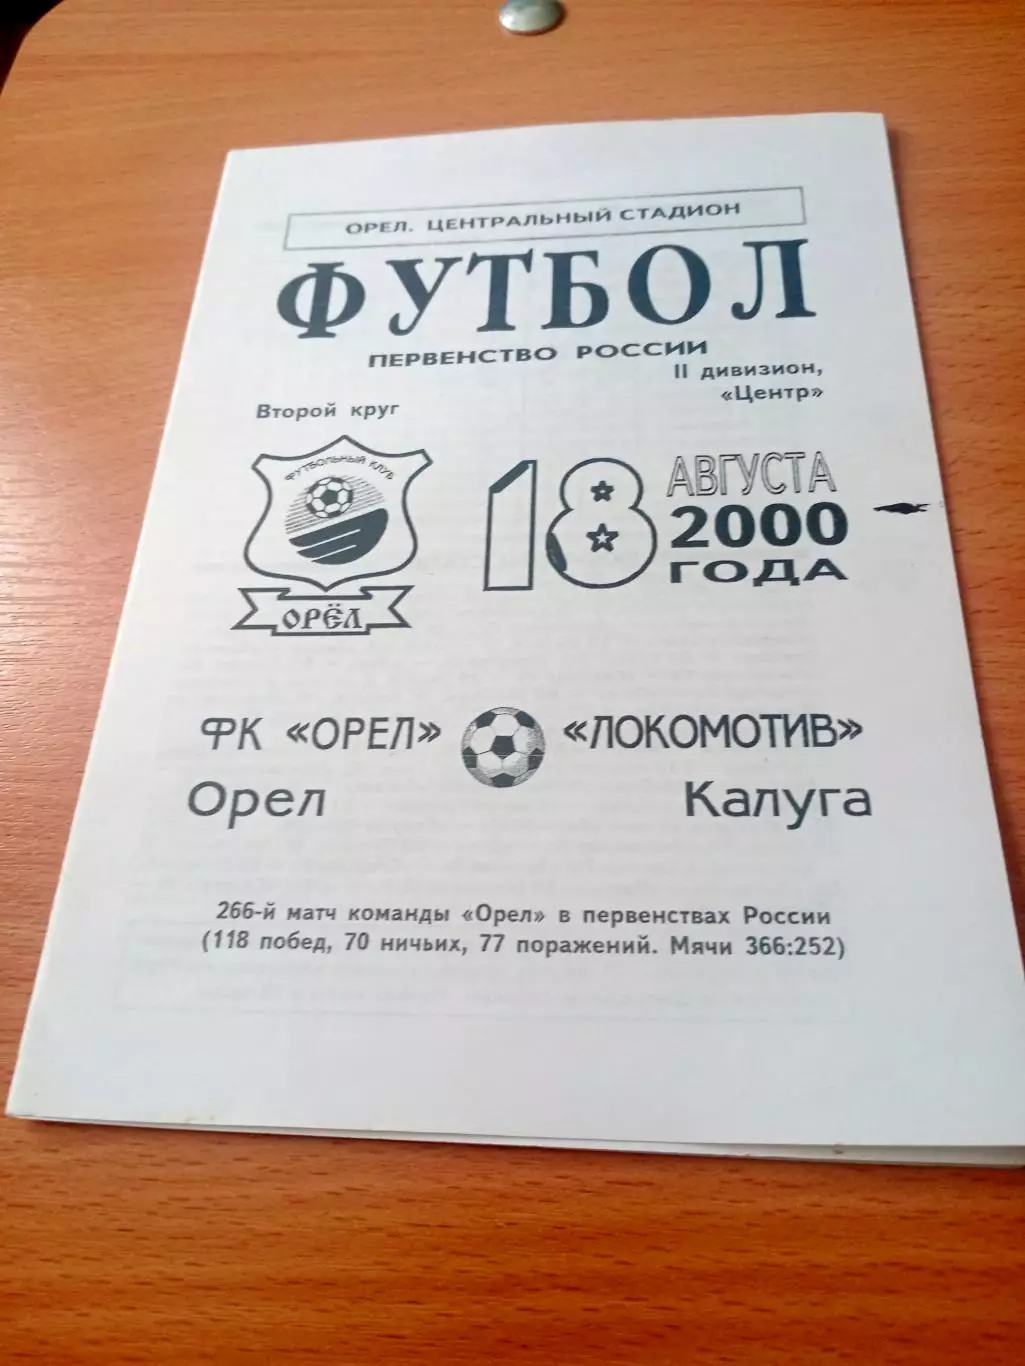 ОРЕЛ. ЦЕНТРАЛЬНЫЙ СТАДИОН
ФУТБОЛ
ПЕРВЕНСТВО РОССИИ
II дивизион,
«Центр»
Второй круг
ФУТБОЛЬНЫЙ КЛУБ
ОРЁЛ
18 АВГУСТА
2000
ГОДА
ФК «ОРЕЛ» «ЛОКОМОТИВ»
Орел Калуга
266-й матч команды «Орел» в первенствах России
(118 побед, 70 ничьих, 77 поражений. Мячи 366:252)